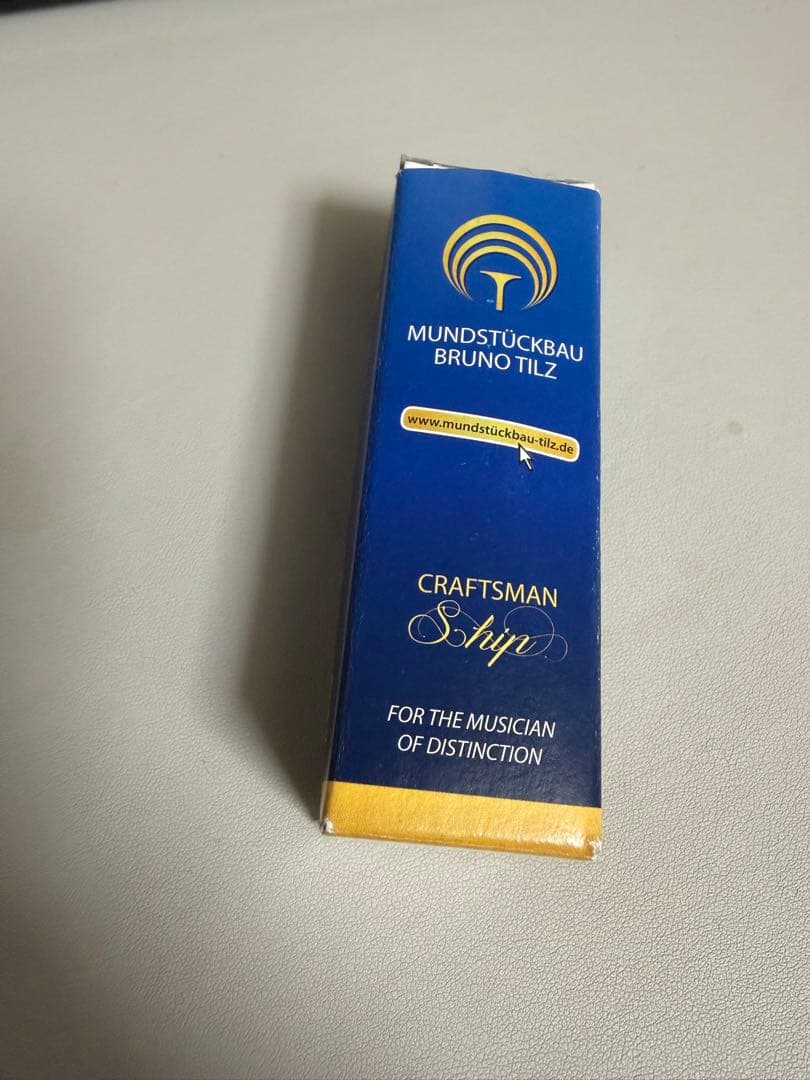 MUNDSTÜCKBAU
BRUNO TILZ
www.mundstückbau-tilz.de
CRAFTSMAN
Ship
FOR THE MUSICIAN
OF DISTINCTION